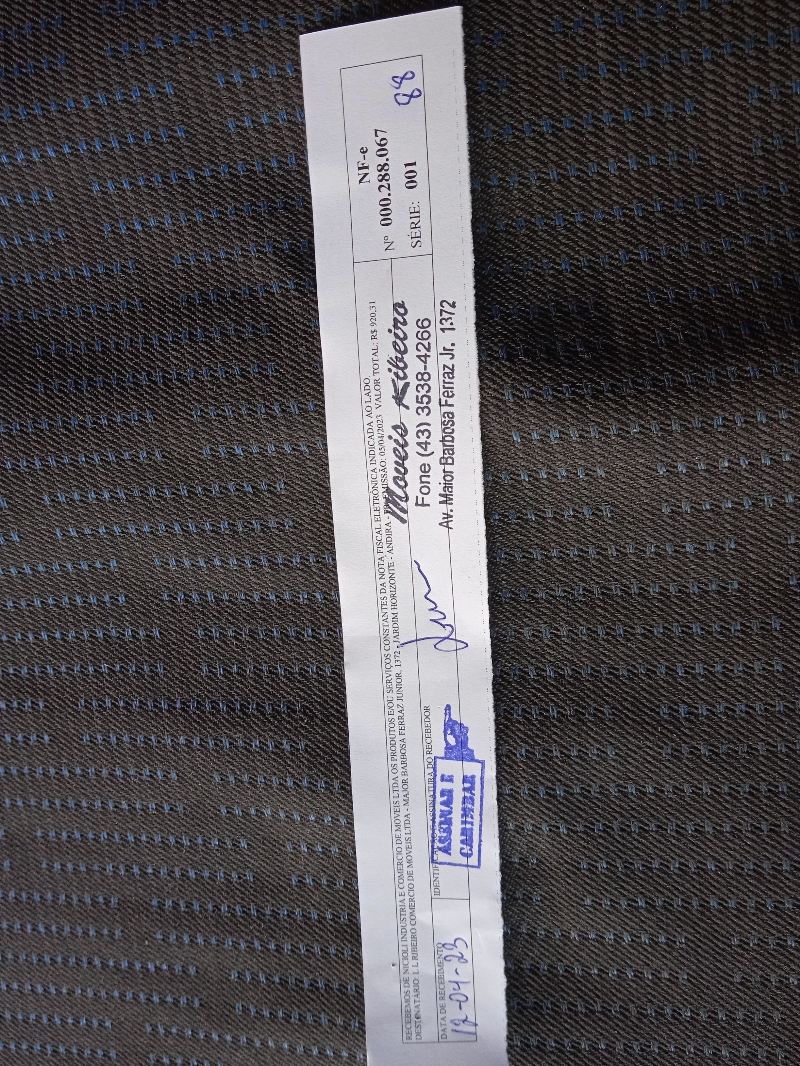 RECEBEMOS DE NICIOLI INDUSTRIA E COMERCIO DE MOVEIS LTDA OS PRODUTOS E/OU SERVIÇOS CONSTANTES DA NOTA FISCAL ELETRÔNICA INDICADA AO LADO
DESTINATÁRIO: L L RIBEIRO COMERCIO DE MOVEIS LTDA - MAJOR BARBOSA FERRAZ JUNIOR, 1372 - JARDIM HORIZONTE - ANDIRA - EMISSÃO: 05/04/2023 VALOR TOTAL: R$ 920,31
NF-e
Nº 000.288.067
SÉRIE: 001
88
DATA DE RECEBIMENTO
12-04-23
ASSINATURA DO RECEBEDOR
ASSINAR E
CARIMBAR
Moveis Ribeiro
Fone (43) 3538-4266
Av. Maior Barbosa Ferraz Jr. 1372